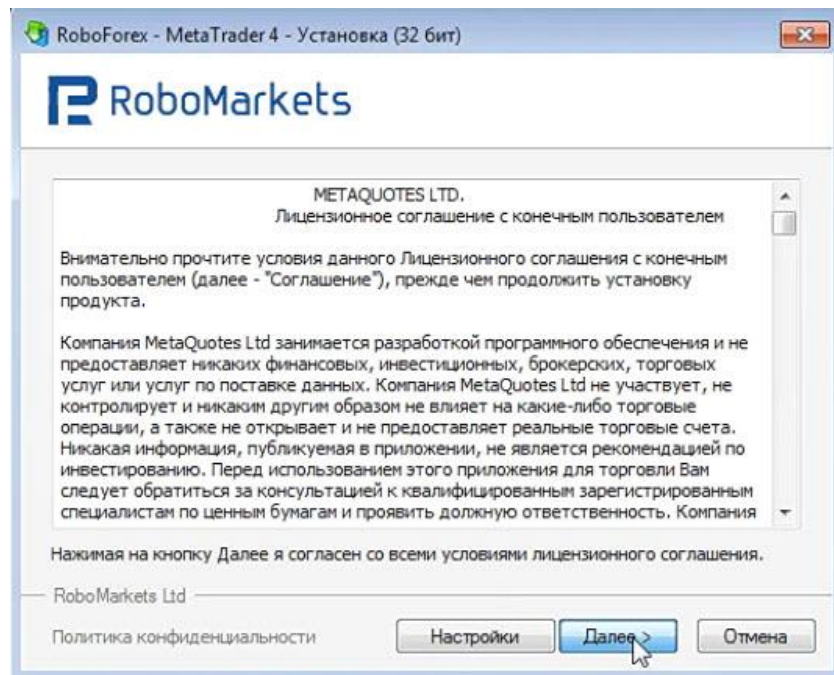 RoboForex - MetaTrader 4 - Установка (32 бит)
RoboMarkets
METAQUOTES LTD.
Лицензионное соглашение с конечным пользователем
Внимательно прочтите условия данного Лицензионного соглашения с конечным
пользователем (далее - "Соглашение"), прежде чем продолжить установку
продукта.
Компания MetaQuotes Ltd занимается разработкой программного обеспечения и не
предоставляет никаких финансовых, инвестиционных, брокерских, торговых
услуг или услуг по поставке данных. Компания MetaQuotes Ltd не участвует, не
контролирует и никаким другим образом не влияет на какие-либо торговые
операции, а также не открывает и не предоставляет реальные торговые счета.
Никакая информация, публикуемая в приложении, не является рекомендацией по
инвестированию. Перед использованием этого приложения для торговли Вам
следует обратиться за консультацией к квалифицированным зарегистрированным
специалистам по ценным бумагам и проявить должную ответственность. Компания
Нажимая на кнопку Далее я согласен со всеми условиями лицензионного соглашения.
RoboMarkets Ltd
Политика конфиденциальности
Настройки
Далее >
Отмена